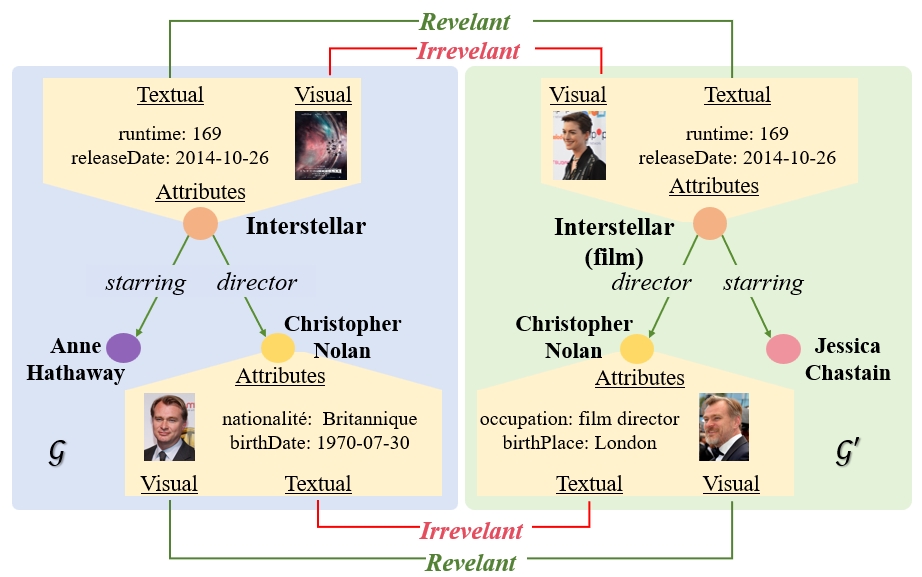 Revelant
Irrevelant
Textual
Visual
runtime: 169
releaseDate: 2014-10-26
Attributes
Interstellar
starring
director
Anne
Hathaway
Christopher
Nolan
Attributes
nationalité: Britannique
birthDate: 1970-07-30
Visual
Textual
𝒢
Visual
Textual
runtime: 169
releaseDate: 2014-10-26
Attributes
Interstellar
(film)
director
starring
Christopher
Nolan
Jessica
Chastain
Attributes
occupation: film director
birthPlace: London
Textual
Visual
𝒢′
Irrevelant
Revelant